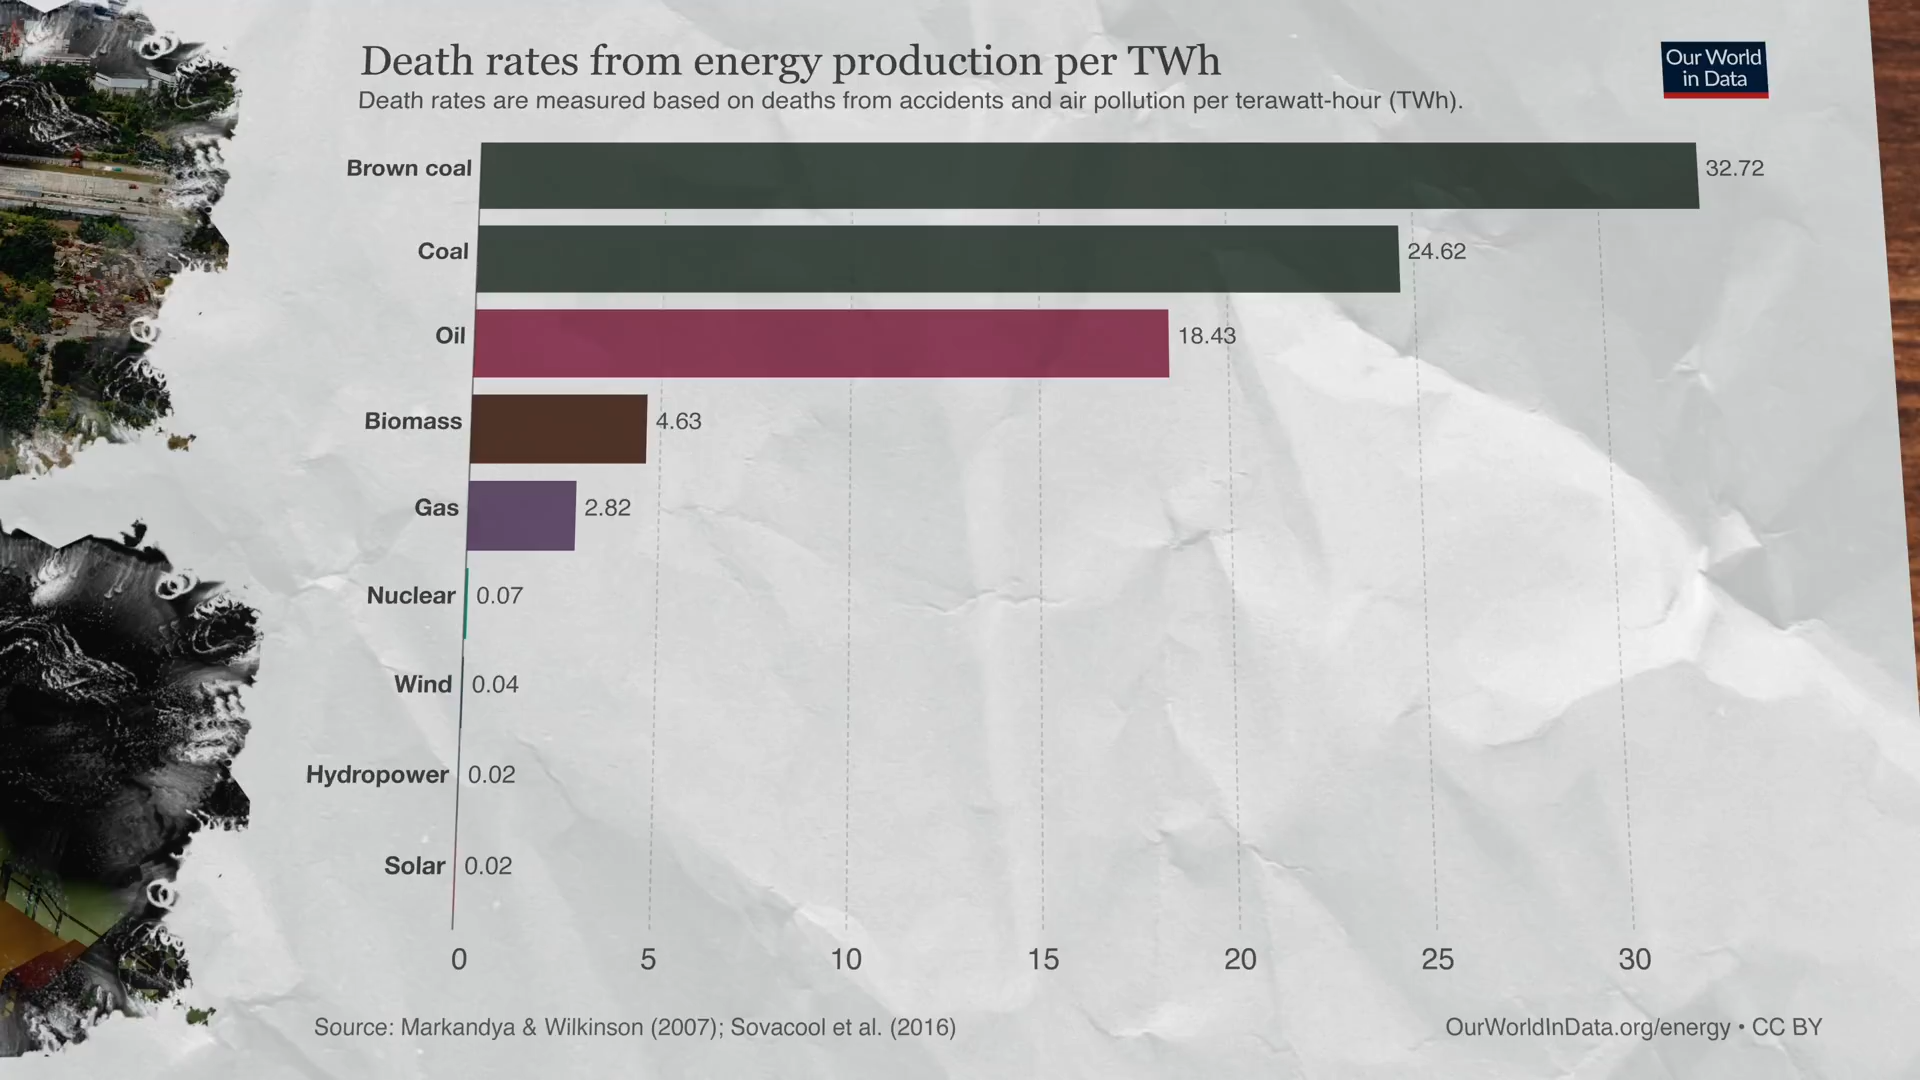 Death rates from energy production per TWh
Our World
in Data
Death rates are measured based on deaths from accidents and air pollution per terawatt-hour (TWh).
Brown coal 32.72
Coal 24.62
Oil 18.43
Biomass 4.63
Gas 2.82
Nuclear 0.07
Wind 0.04
Hydropower 0.02
Solar 0.02
0 5 10 15 20 25 30
Source: Markandya & Wilkinson (2007); Sovacool et al. (2016)
OurWorldInData.org/energy • CC BY